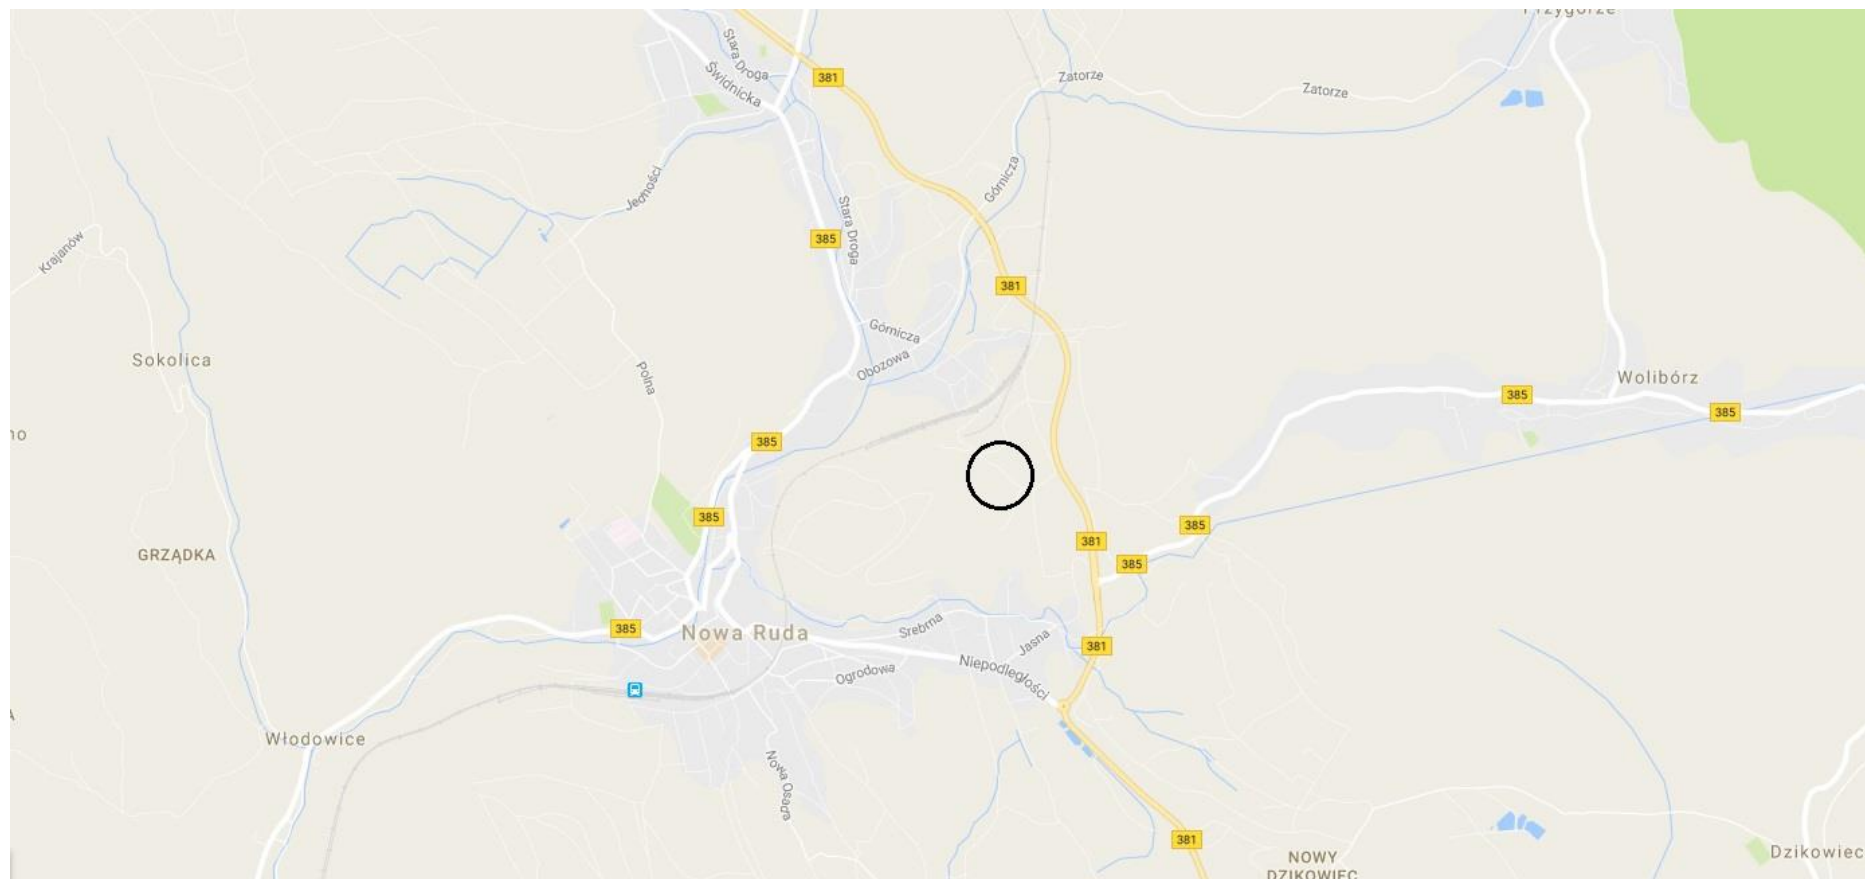 Przygórze
Stara Droga
Świdnicka
381
Zatorze
Zatorze
Jedności
Górnicza
Stara Droga
385
Krajanów
381
Górnicza
Obozowa
Sokolica
Polna
Wolibórz
385
385
no
385
385
385
381
GRZĄDKA
385
385
Nowa Ruda
Srebrna
Jasna
381
Niepodległości
Ogrodowa
Włodowice
Nowa Osada
381
NOWY
DZIKOWIEC
Dzikowiec